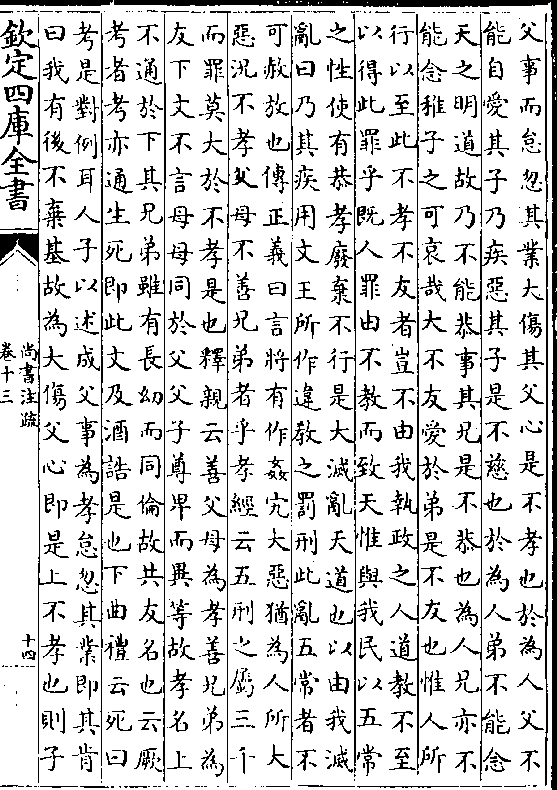 父事而怠忽其業大傷其父心是不孝也於為人父不
能自愛其子乃疾惡其子是不慈也於為人弟不能念
天之明道故乃不能恭事其兄是不恭也為人兄亦不
能念稚子之可哀哉大不友愛於弟是不友也惟人所
行以至此不孝不友者豈不由我執政之人道教不至
以得此罪乎既人罪由不教而致天惟與我民以五常
之性使有恭孝廢棄不行是大滅亂天道也以由我滅
亂曰乃其疾用文王所作違教之罰刑此亂五常者不
可赦放也傳正義曰言將有作姦宄大惡猶為人所大
惡況不孝父母不善兄弟者乎孝經云五刑之屬三千
而罪莫大於不孝是也釋親云善父母為孝善兄弟為
友下文不言母母同於父父子尊卑而異等故孝名上
不通於下其兄弟雖有長幼而同倫故共友名也云厥
考者考亦通生死即此文及酒誥是也下曲禮云死曰
考是對例耳人子以述成父事為孝怠忽其業即其肯
曰我有後不棄基故為大傷父心即是上不孝也則子
欽定四庫全書
尚書注疏
卷十三
十四